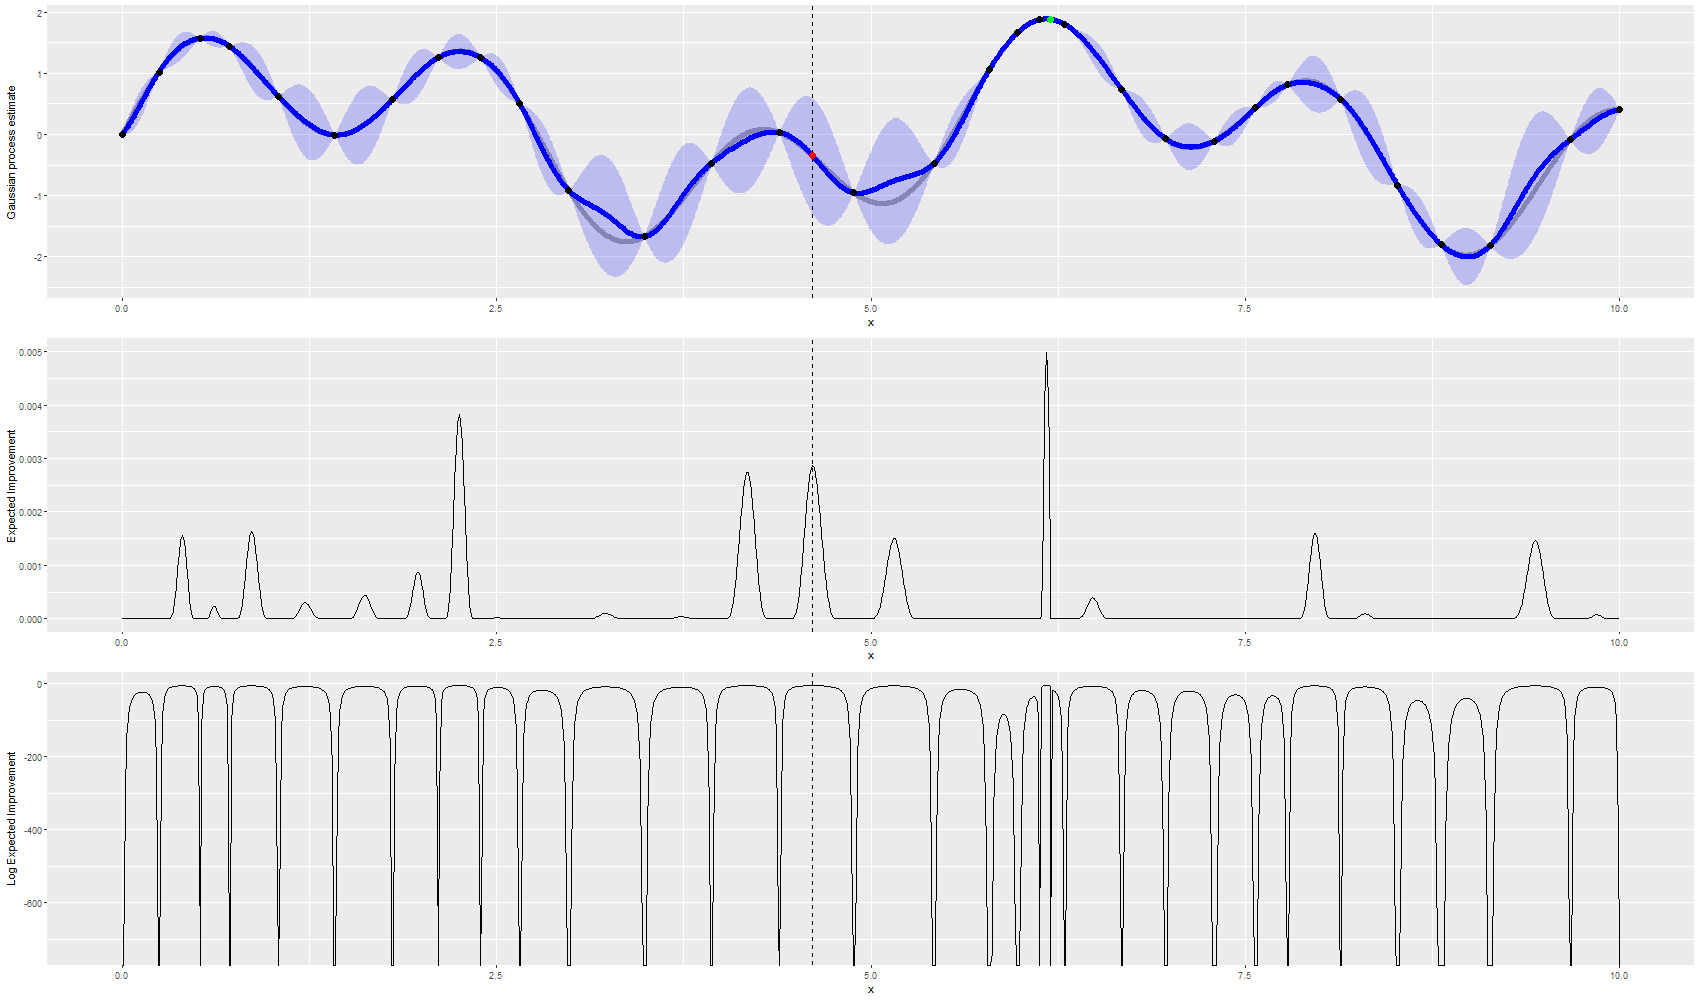 Gaussian process estimate
2
1
0
-1
-2
0.0 2.5 5.0 7.5 10.0
x
Expected Improvement
0.005
0.004
0.003
0.002
0.001
0.000
0.0 2.5 5.0 7.5 10.0
x
Log Expected Improvement
0
-200
-400
-600
0.0 2.5 5.0 7.5 10.0
x